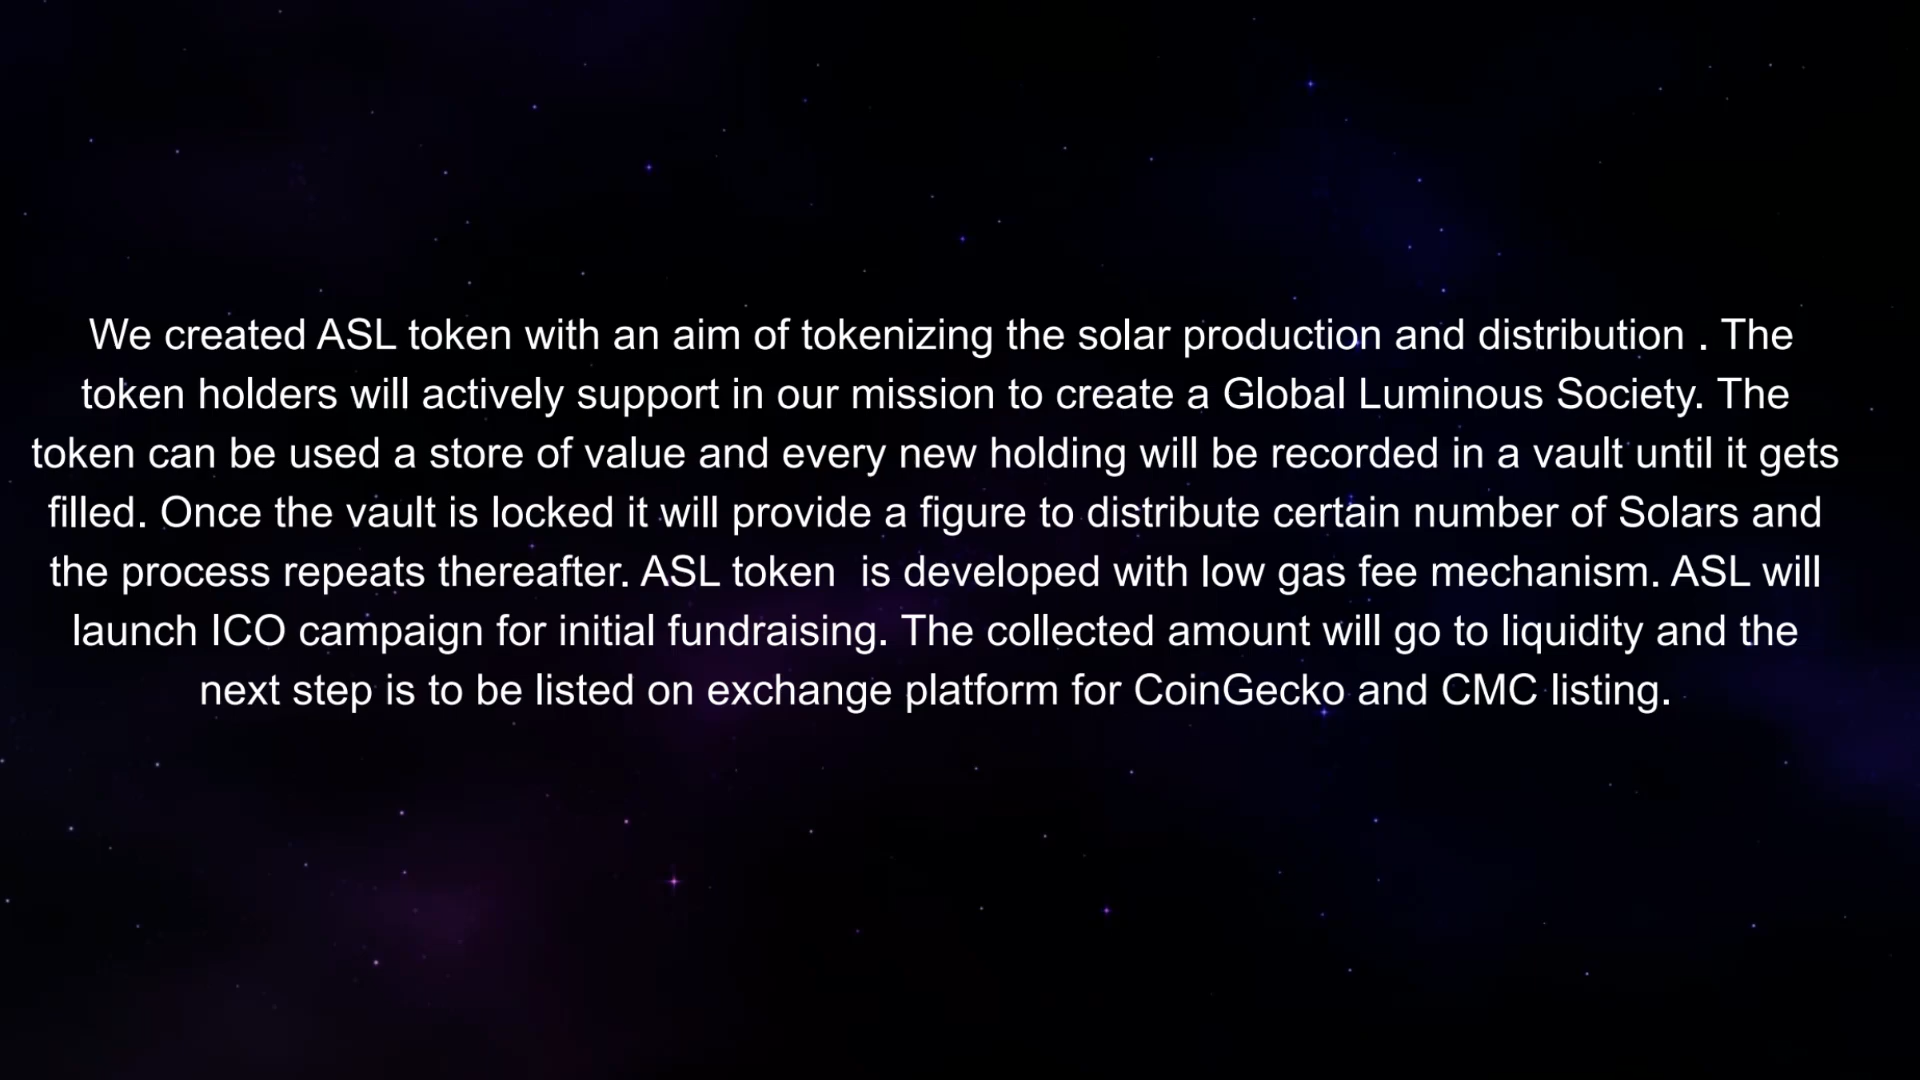 We created ASL token with an aim of tokenizing the solar production and distribution . The
token holders will actively support in our mission to create a Global Luminous Society. The
token can be used a store of value and every new holding will be recorded in a vault until it gets
filled. Once the vault is locked it will provide a figure to distribute certain number of Solars and
the process repeats thereafter. ASL token  is developed with low gas fee mechanism. ASL will
launch ICO campaign for initial fundraising. The collected amount will go to liquidity and the
next step is to be listed on exchange platform for CoinGecko and CMC listing.